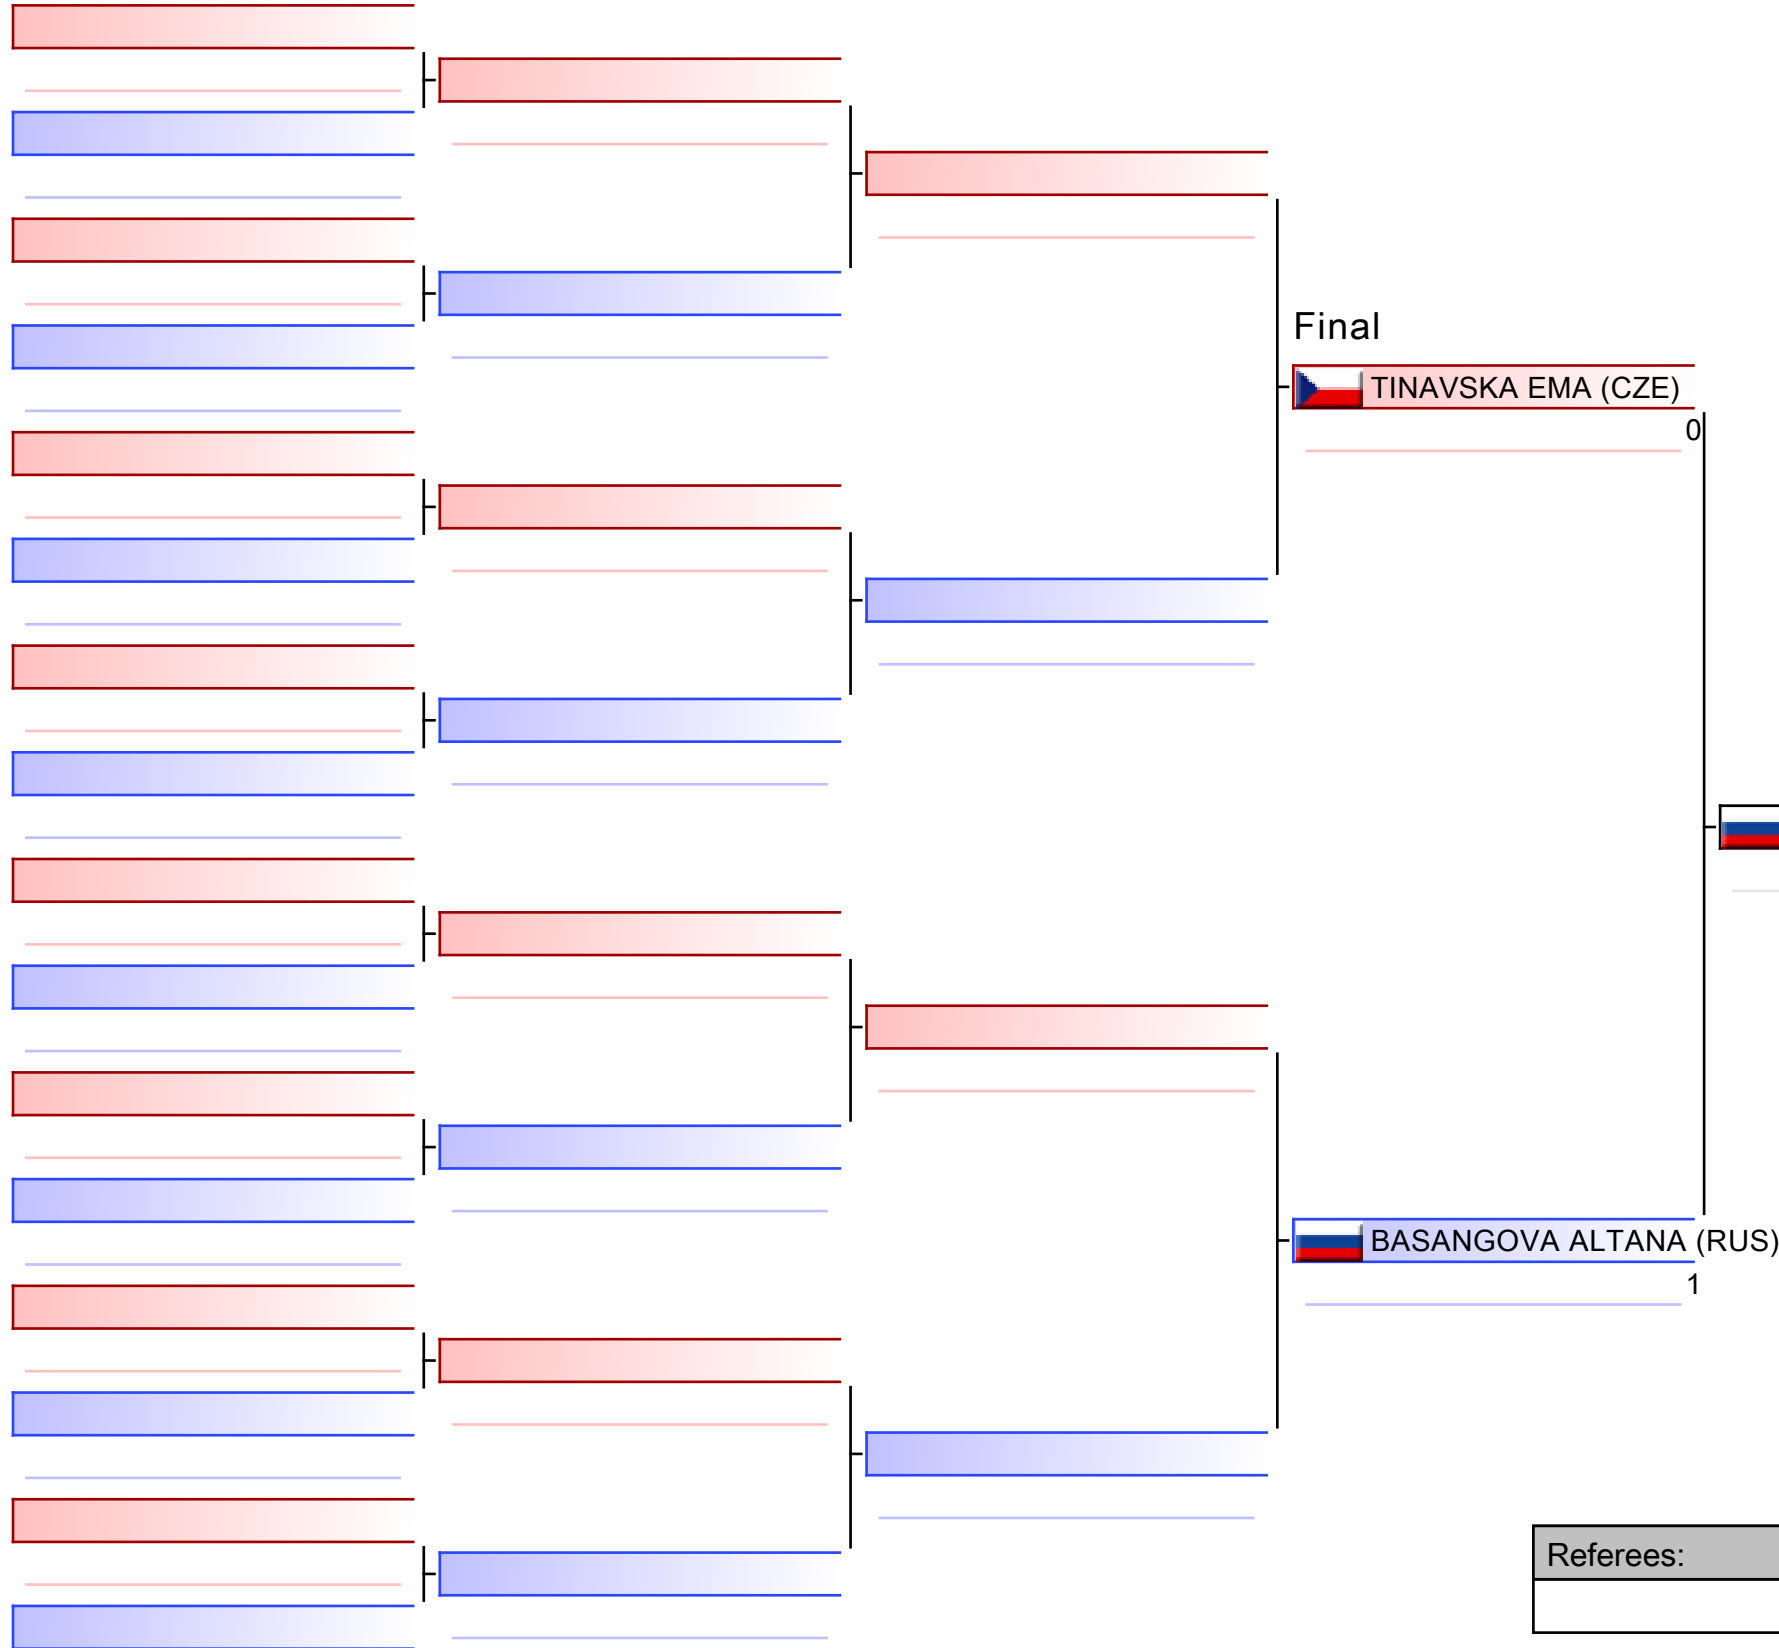 Final
TINAVSKA EMA (CZE)
0
BASANGOVA ALTANA (RUS)
1
Referees: